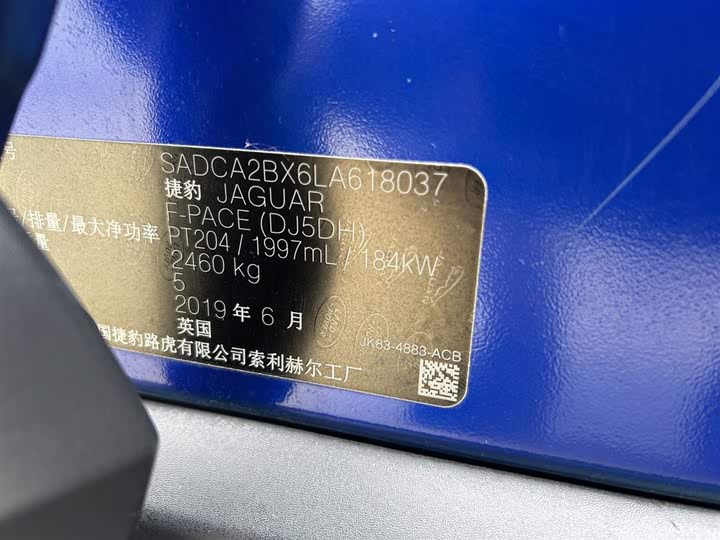 号 SADCA2BX6LA618037
捷豹 JAGUAR
F-PACE (DJ5DH)
/排量/最大净功率 PT204 / 1997mL / 184kW
量 2460 kg
5
2019 年 6 月
英国
国捷豹路虎有限公司索利赫尔工厂
JK83-4883-ACB